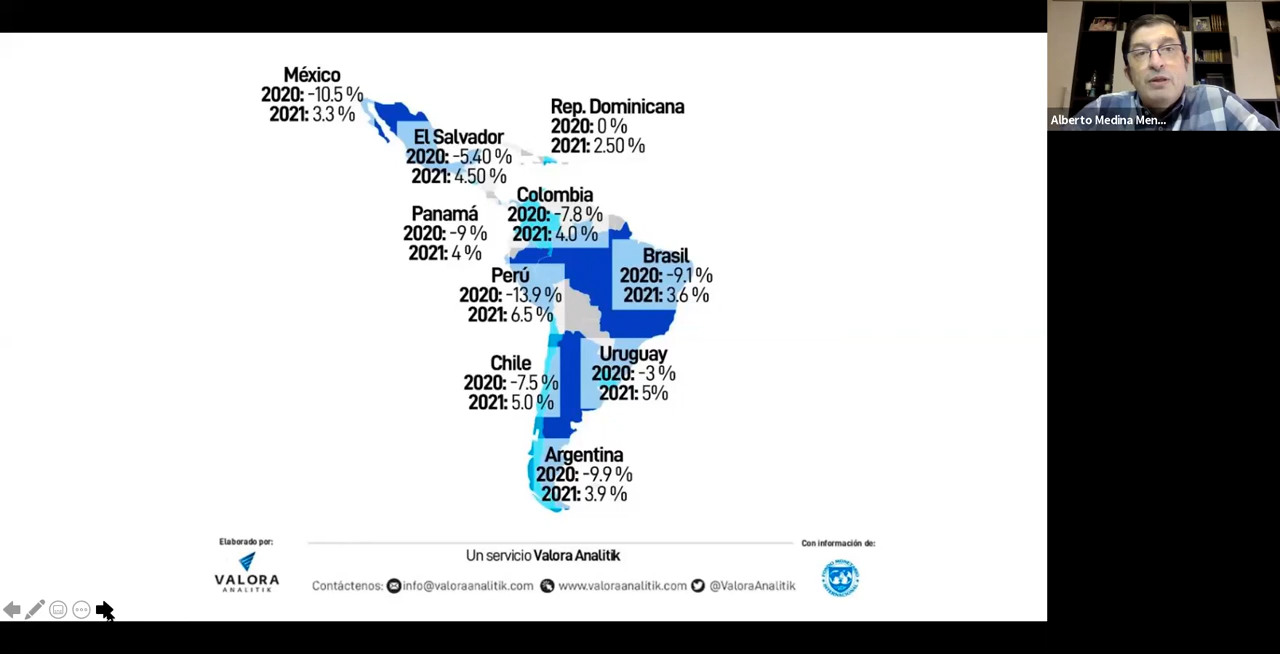 México
2020: -10.5 %
2021: 3.3 %
Rep. Dominicana
2020: 0 %
2021: 2.50 %
El Salvador
2020: -5.40 %
2021: 4.50 %
Colombia
2020: -7.8 %
2021: 4.0 %
Panamá
2020: -9 %
2021: 4 %
Brasil
2020: -9.1 %
2021: 3.6 %
Perú
2020: -13.9 %
2021: 6.5 %
Uruguay
2020: -3 %
2021: 5%
Chile
2020: -7.5 %
2021: 5.0 %
Argentina
2020: -9.9 %
2021: 3.9 %
Elaborado por:
VALORA
ANALITIK
Un servicio Valora Analitik
Contáctenos: info@valoraanalitik.com www.valoraanalitik.com @ValoraAnalitik
Con información de:
Alberto Medina Men...